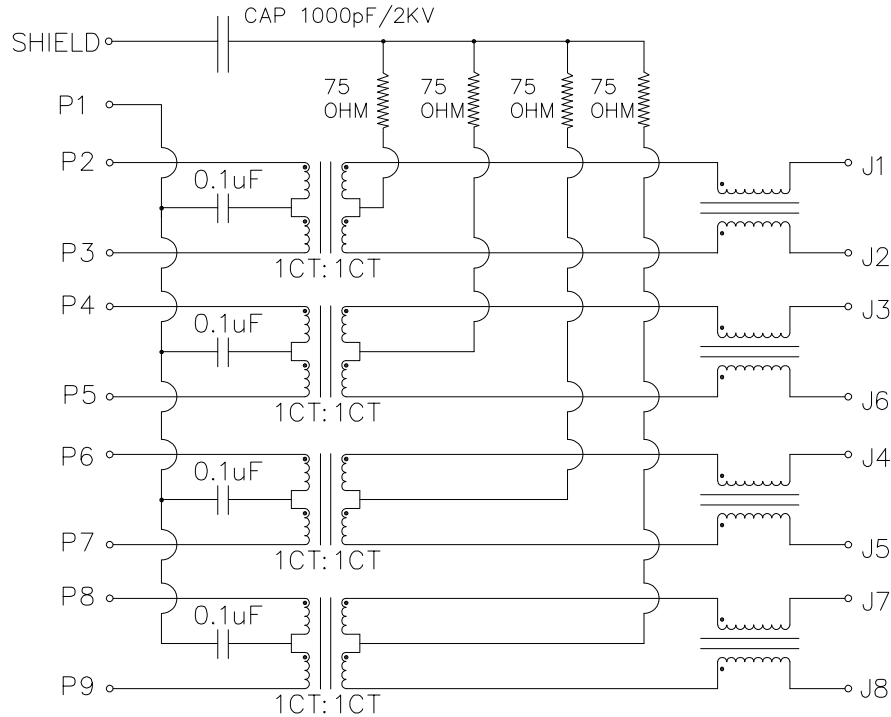 CAP 1000pF/2KV
SHIELD
75 OHM
75 OHM
75 OHM
75 OHM
P1
P2
0.1uF
J1
P3
1CT:1CT
J2
P4
0.1uF
J3
P5
1CT:1CT
J6
P6
0.1uF
J4
P7
1CT:1CT
J5
P8
0.1uF
J7
P9
1CT:1CT
J8